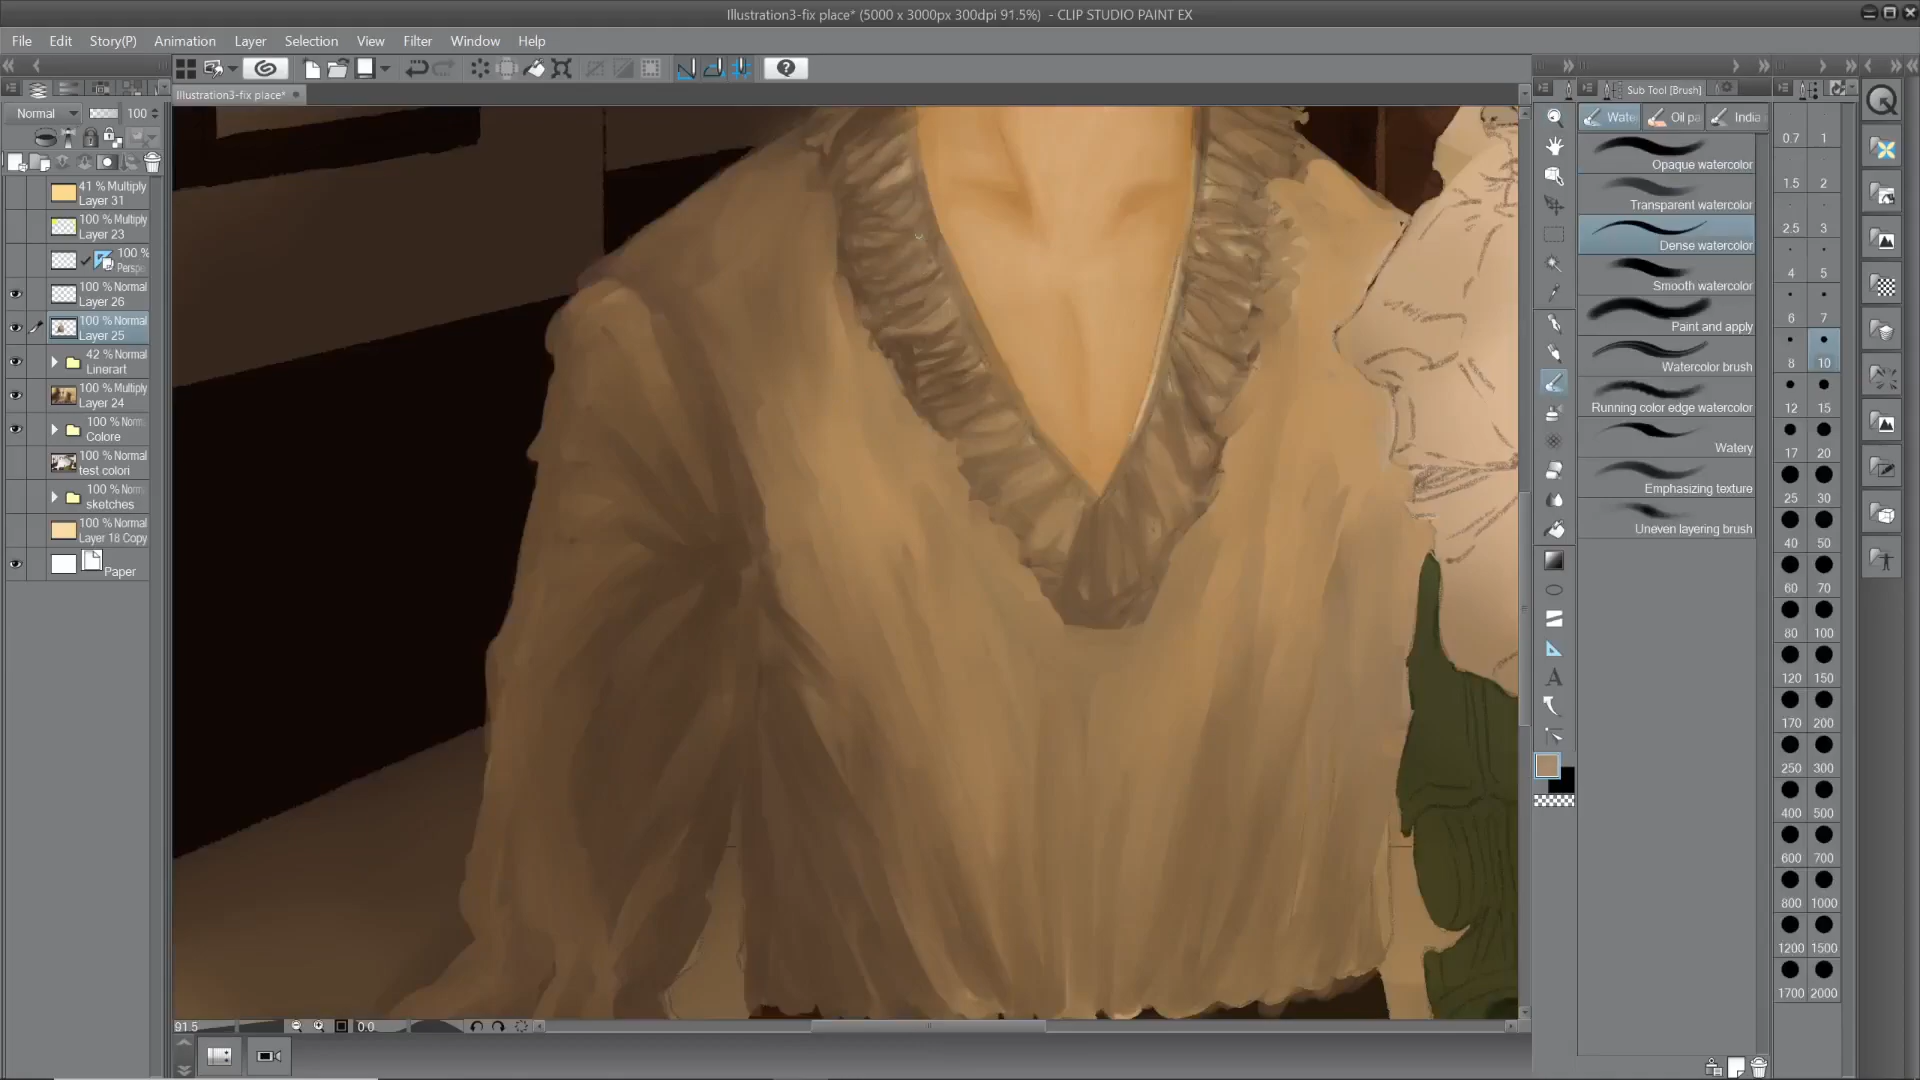 Illustration3-fix place* (5000 x 3000px 300dpi 91.5%) - CLIP STUDIO PAINT EX
File Edit Story(P) Animation Layer Selection View Filter Window Help
Illustration3-fix place*
Normal 100
41 % Multiply
Layer 31
100 % Multiply
Layer 23
100 %
Perspe
100 % Normal
Layer 26
100 % Normal
Layer 25
42 % Normal
Linerart
100 % Multiply
Layer 24
100 % Norm
Colore
100 % Normal
test colori
100 % Norm
sketches
100 % Normal
Layer 18 Copy
Paper
91.5 0.0
Sub Tool [Brush]
Wate Oil pa India
Opaque watercolor
Transparent watercolor
Dense watercolor
Smooth watercolor
Paint and apply
Watercolor brush
Running color edge watercolor
Watery
Emphasizing texture
Uneven layering brush
A
0.7 1
1.5 2
2.5 3
4 5
6 7
8 10
12 15
17 20
25 30
40 50
60 70
80 100
120 150
170 200
250 300
400 500
600 700
800 1000
1200 1500
1700 2000